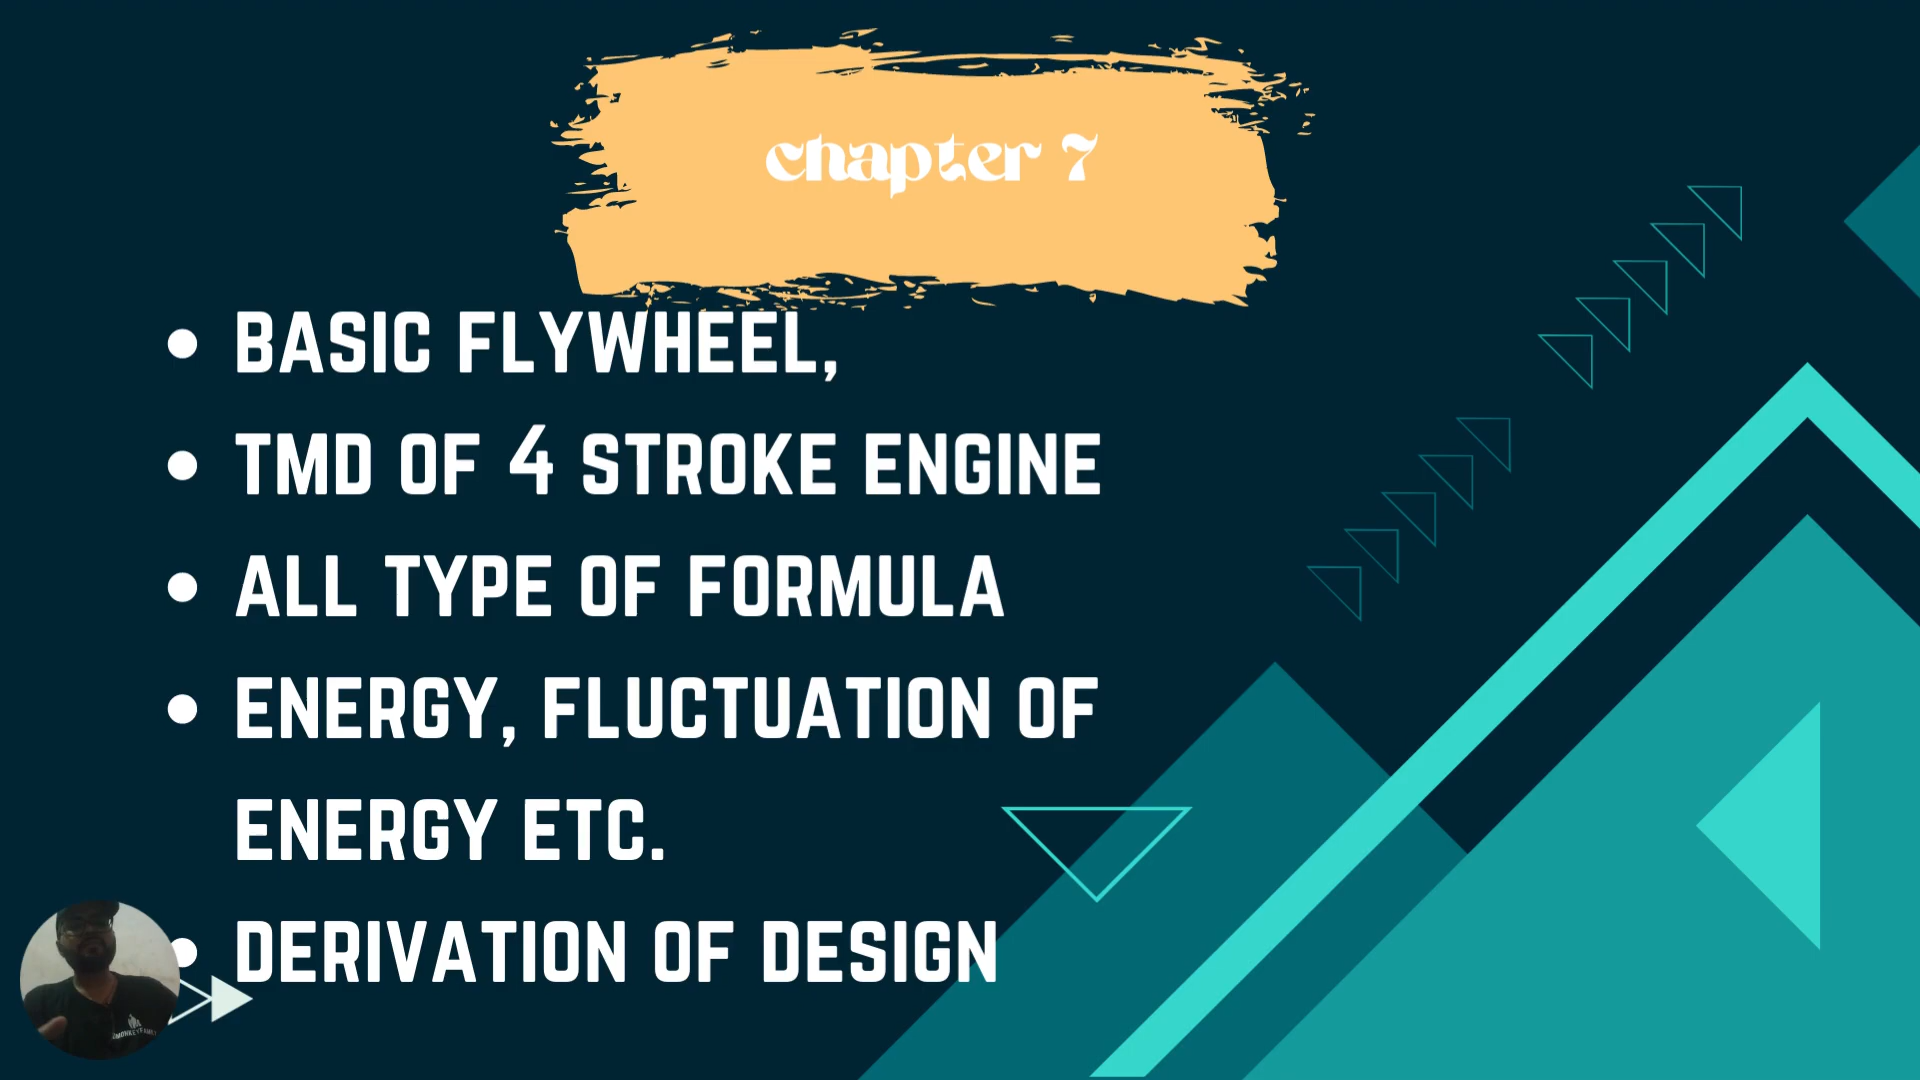 chapter 7
BASIC FLYWHEEL,
TMD OF 4 STROKE ENGINE
ALL TYPE OF FORMULA
ENERGY, FLUCTUATION OF
ENERGY ETC.
DERIVATION OF DESIGN